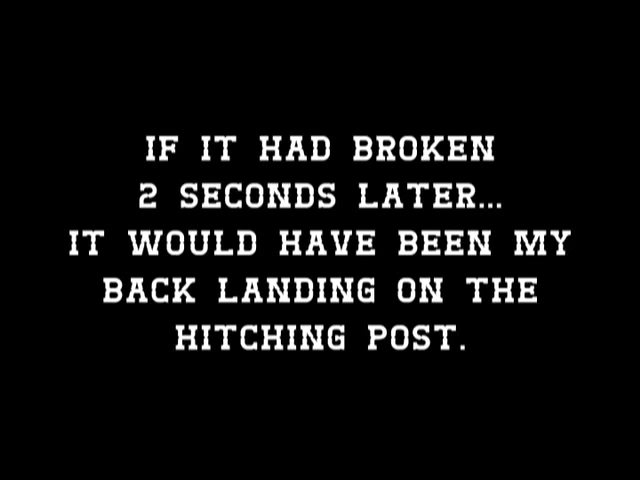 IF IT HAD BROKEN
2 SECONDS LATER...
IT WOULD HAVE BEEN MY
BACK LANDING ON THE
HITCHING POST.